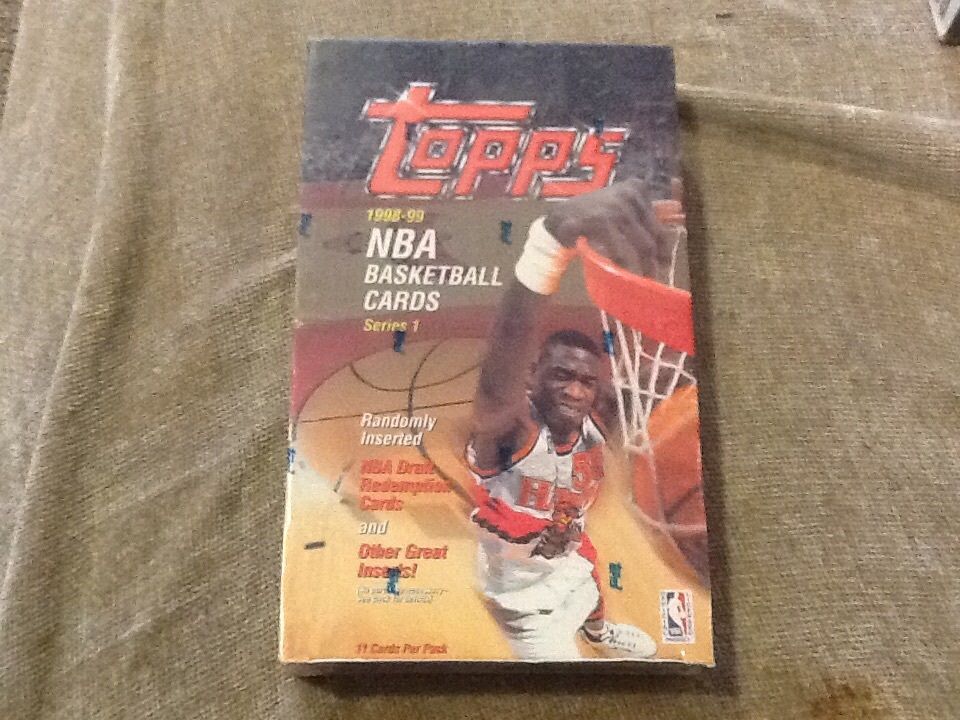 Topps
1998-99
NBA
BASKETBALL
CARDS
Series 1
Randomly
Inserted
NBA Draft
Redemption
Cards
and
Other Great
Inserts!
11 Cards Per Pack